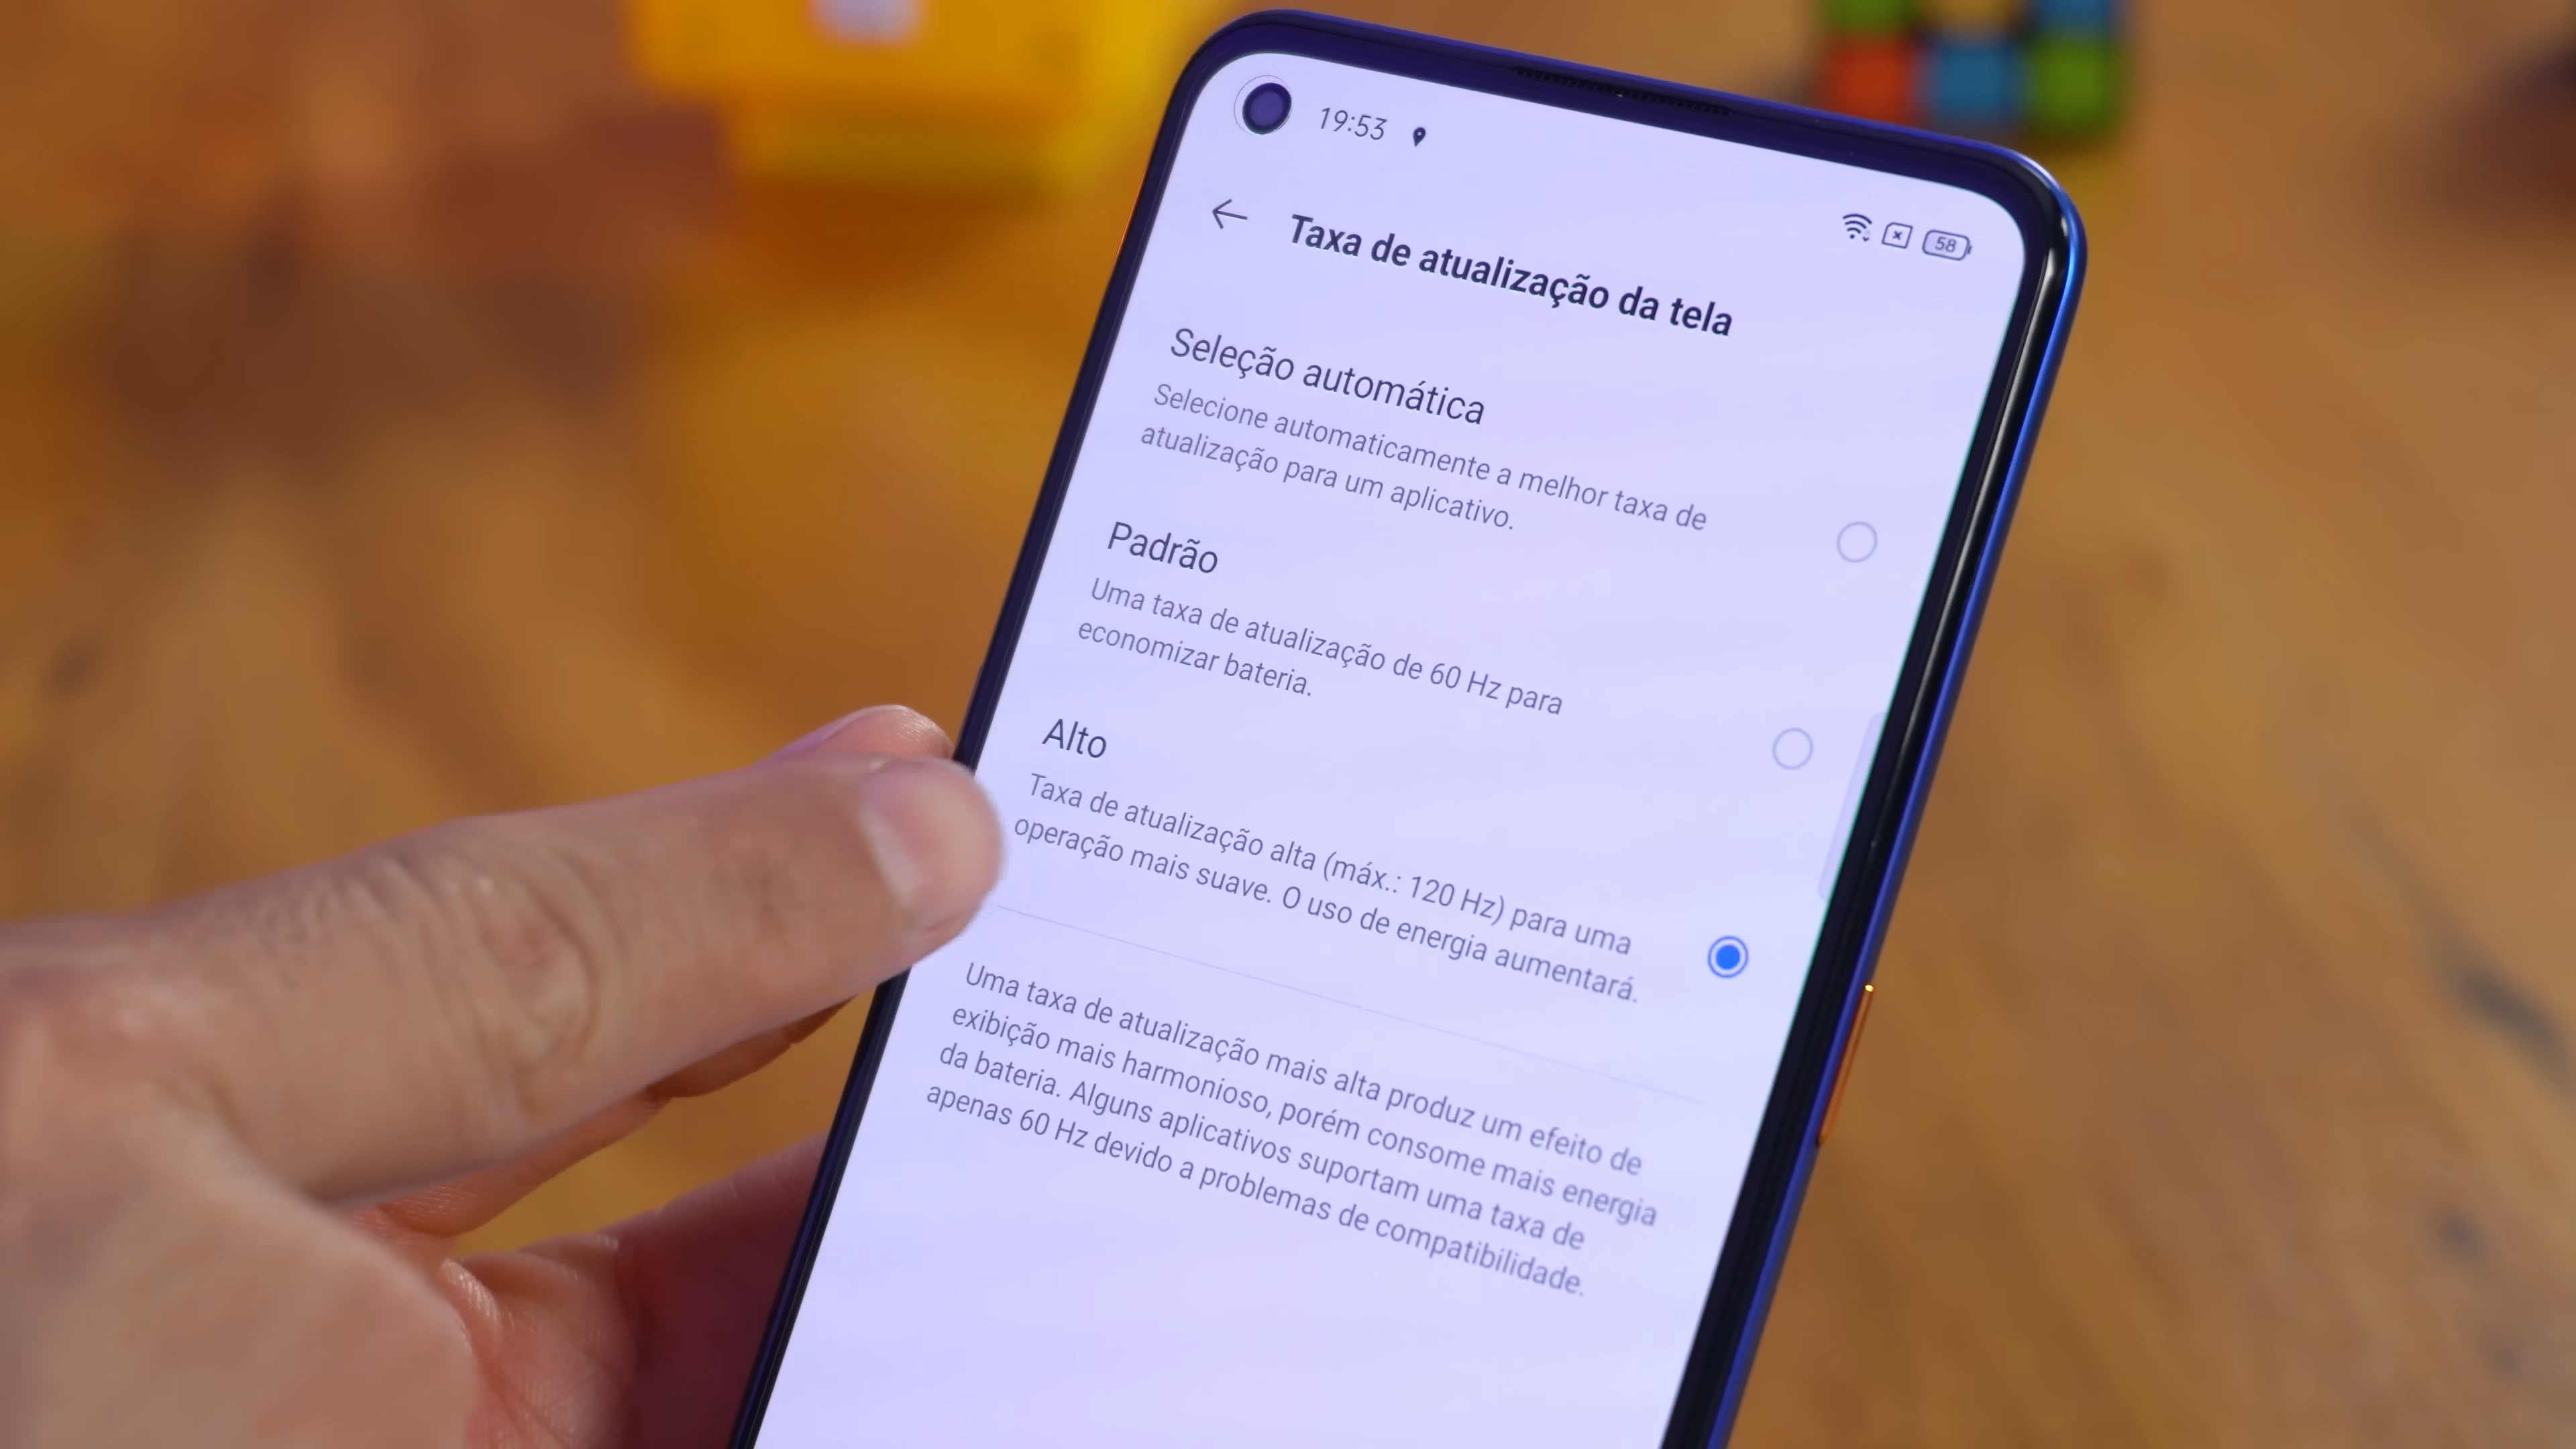 19:53
58
Taxa de atualização da tela
Seleção automática
Selecione automaticamente a melhor taxa de
atualização para um aplicativo.
Padrão
Uma taxa de atualização de 60 Hz para
economizar bateria.
Alto
Taxa de atualização alta (máx.: 120 Hz) para uma
operação mais suave. O uso de energia aumentará.
Uma taxa de atualização mais alta produz um efeito de
exibição mais harmonioso, porém consome mais energia
da bateria. Alguns aplicativos suportam uma taxa de
apenas 60 Hz devido a problemas de compatibilidade.